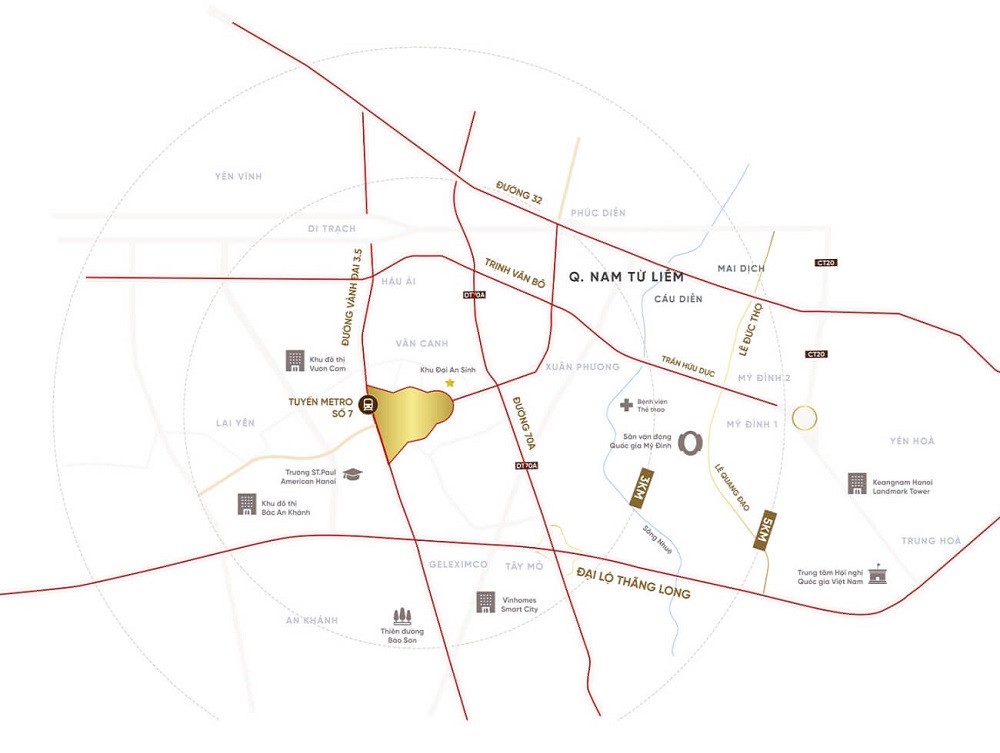 YÊN VĨNH
ĐƯỜNG 32
PHÚC DIỄN
DI TRẠCH
ĐƯỜNG VÀNH ĐAI 3.5
TRỊNH VĂN BÔ
Q. NAM TỪ LIÊM
MAI DỊCH
CT20
HẬU ÁI
DT70A
CẦU DIỄN
LÊ ĐỨC THỌ
VÂN CANH
CT20
Khu đô thị
Vuon Cam
Khu Đại An Sinh
XUÂN PHƯƠNG
TRẦN HỮU DỰC
MỸ ĐÌNH 2
TUYẾN METRO
SỐ 7
Bệnh viện
Thể thao
LẠI YÊN
ĐƯỜNG 70A
MỸ ĐÌNH 1
Sân vận động
Quốc gia Mỹ Đình
YÊN HOÀ
DT70A
Trường ST.Paul
American Hanoi
3KM
LÊ QUANG ĐẠO
Keangnam Hanoi
Landmark Tower
Khu đô thị
Bắc An Khánh
5KM
Sông Nhuệ
TRUNG HOÀ
GELEXIMCO
TÂY MỖ
ĐẠI LỘ THĂNG LONG
Trung tâm Hội nghị
Quốc gia Việt Nam
Vinhomes
Smart City
AN KHÁNH
Thiên đường
Bảo Sơn